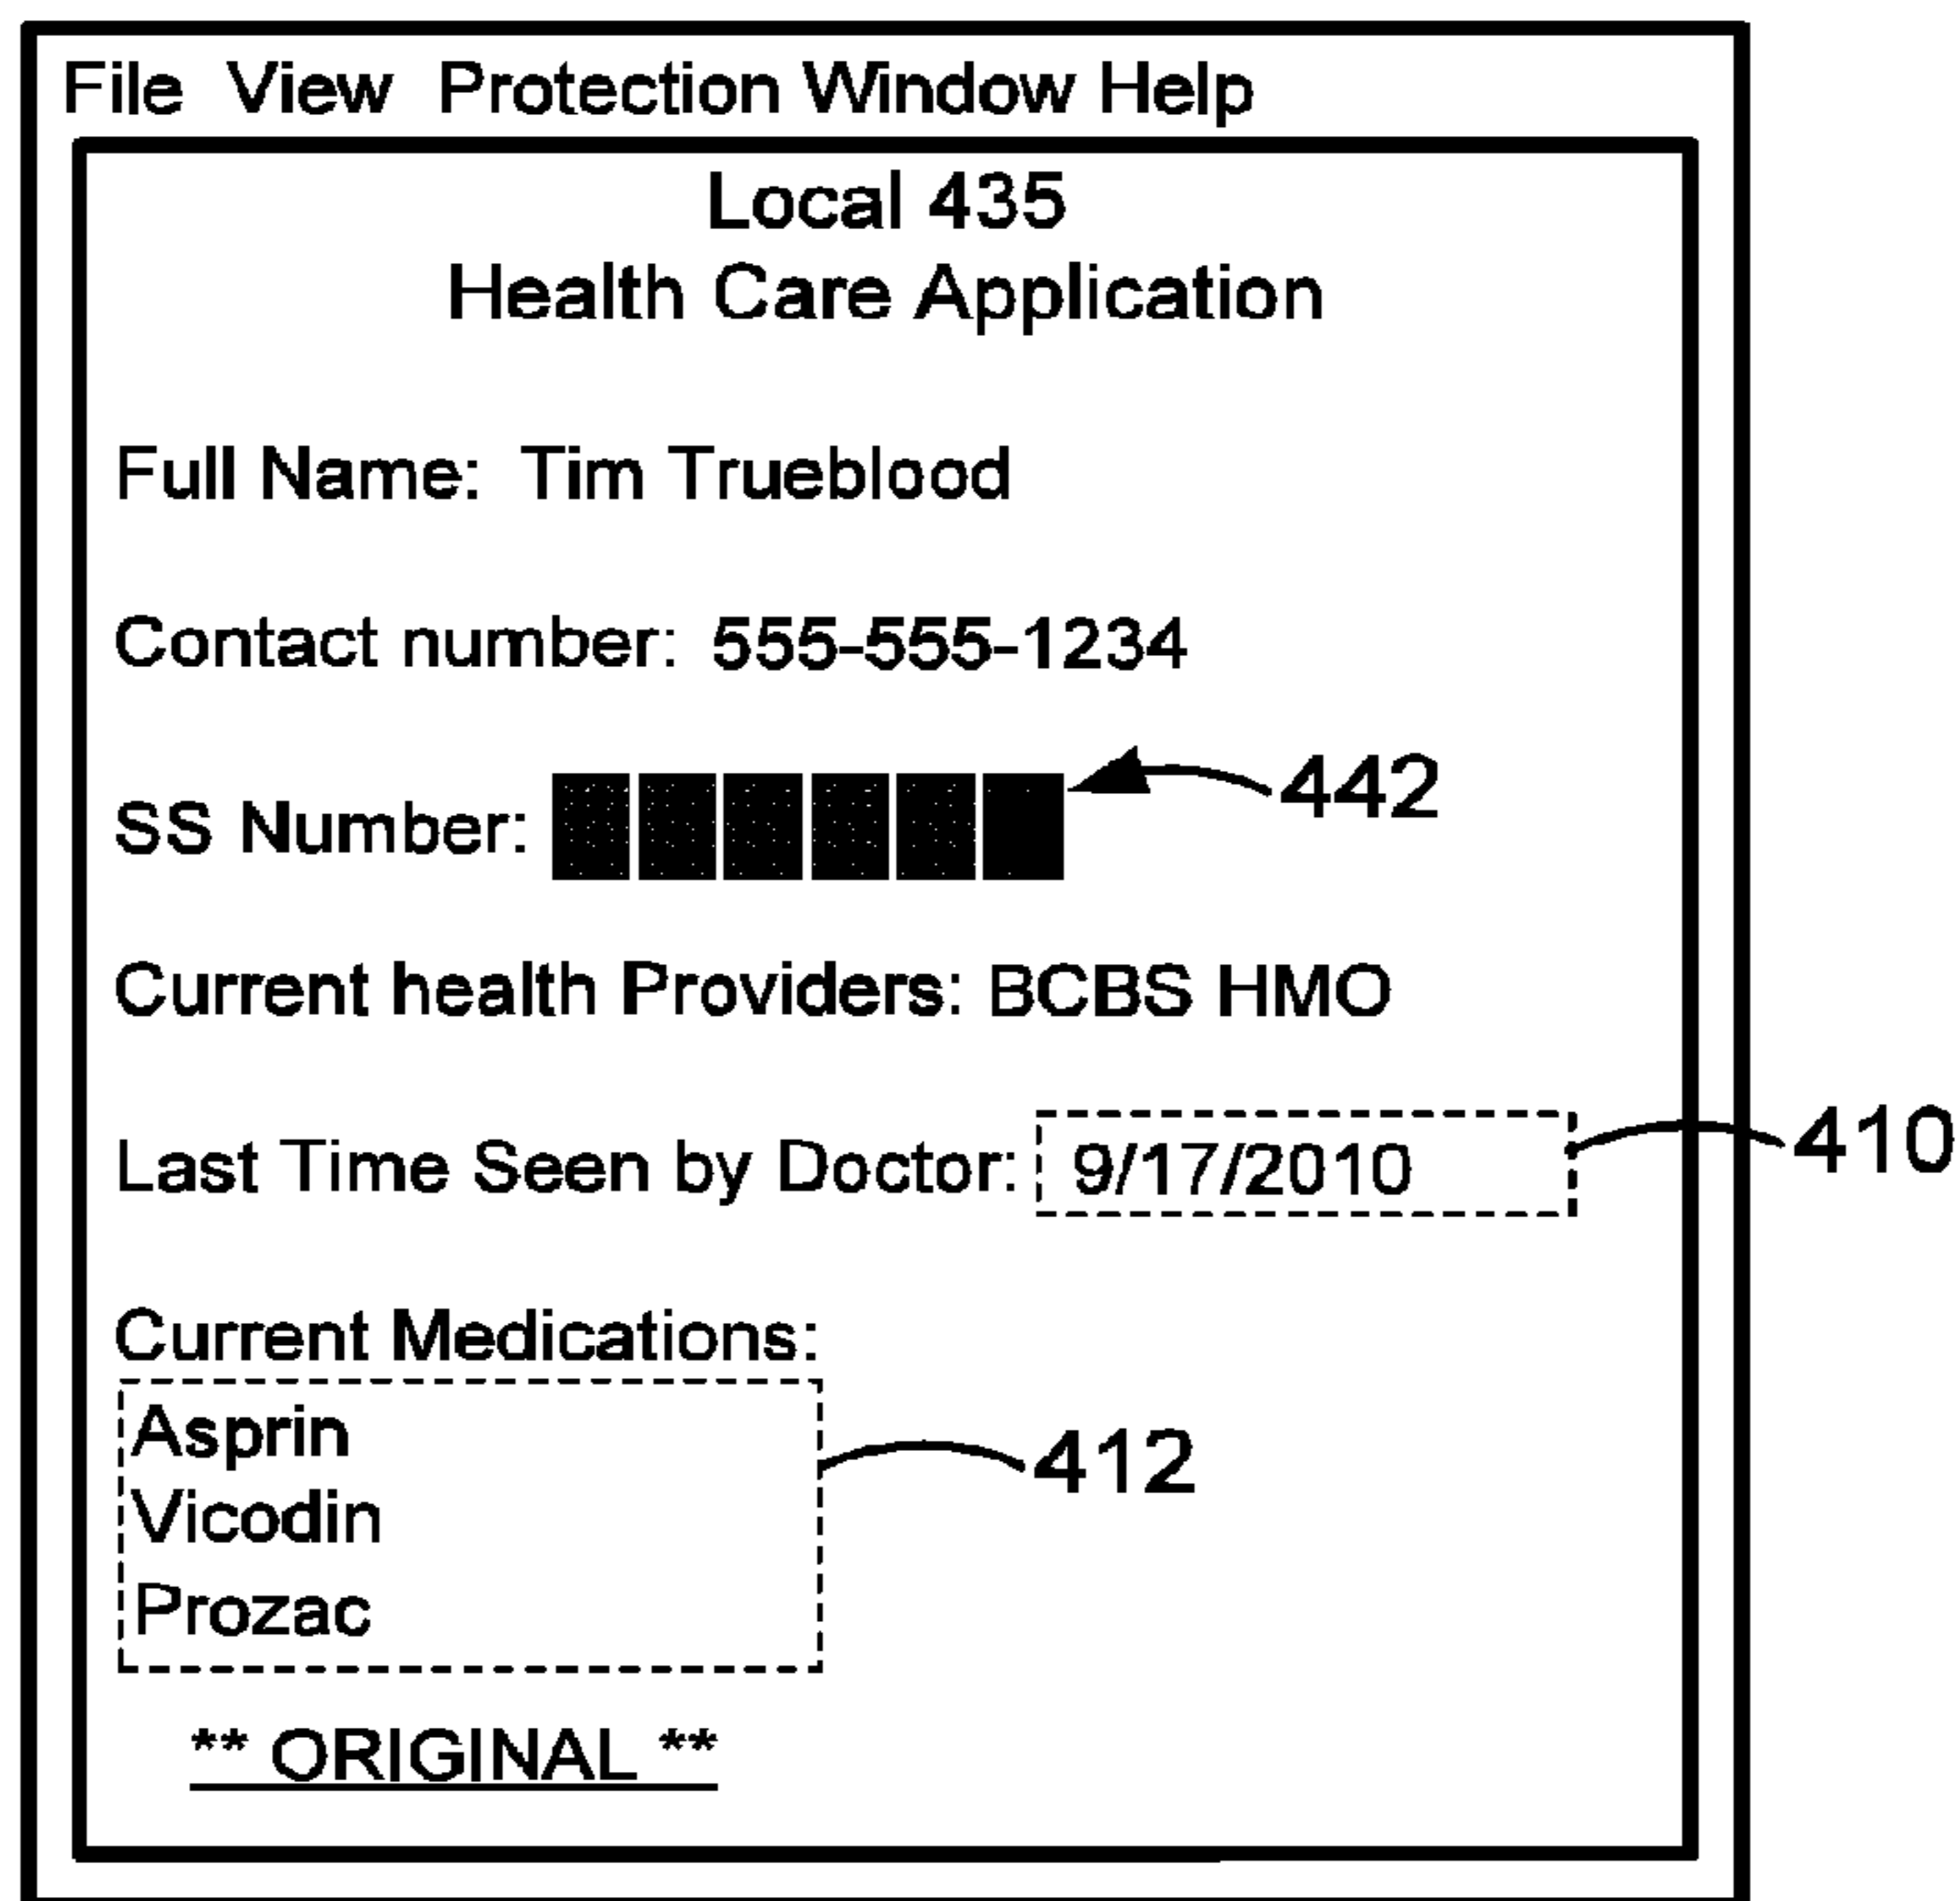 File View Protection Window Help
Local 435
Health Care Application
Full Name: Tim Trueblood
Contact number: 555-555-1234
SS Number:
442
Current health Providers: BCBS HMO
Last Time Seen by Doctor: 9/17/2010
410
Current Medications:
Asprin
Vicodin
Prozac
412
** ORIGINAL **